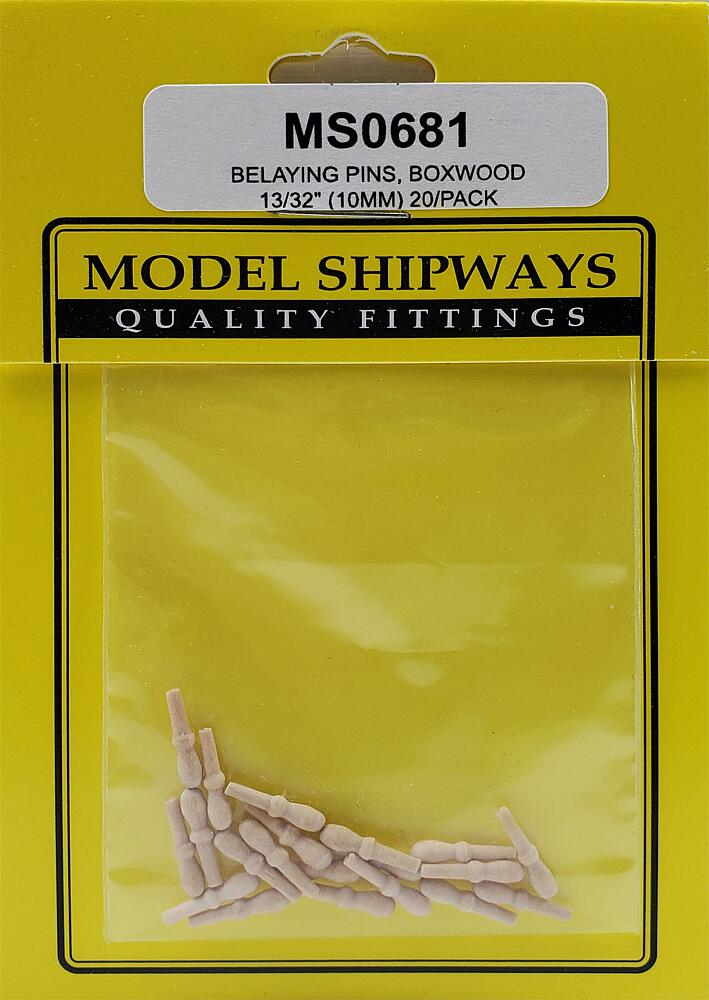 MS0681
BELAYING PINS, BOXWOOD
13/32" (10MM) 20/PACK
MODEL SHIPWAYS
QUALITY FITTINGS